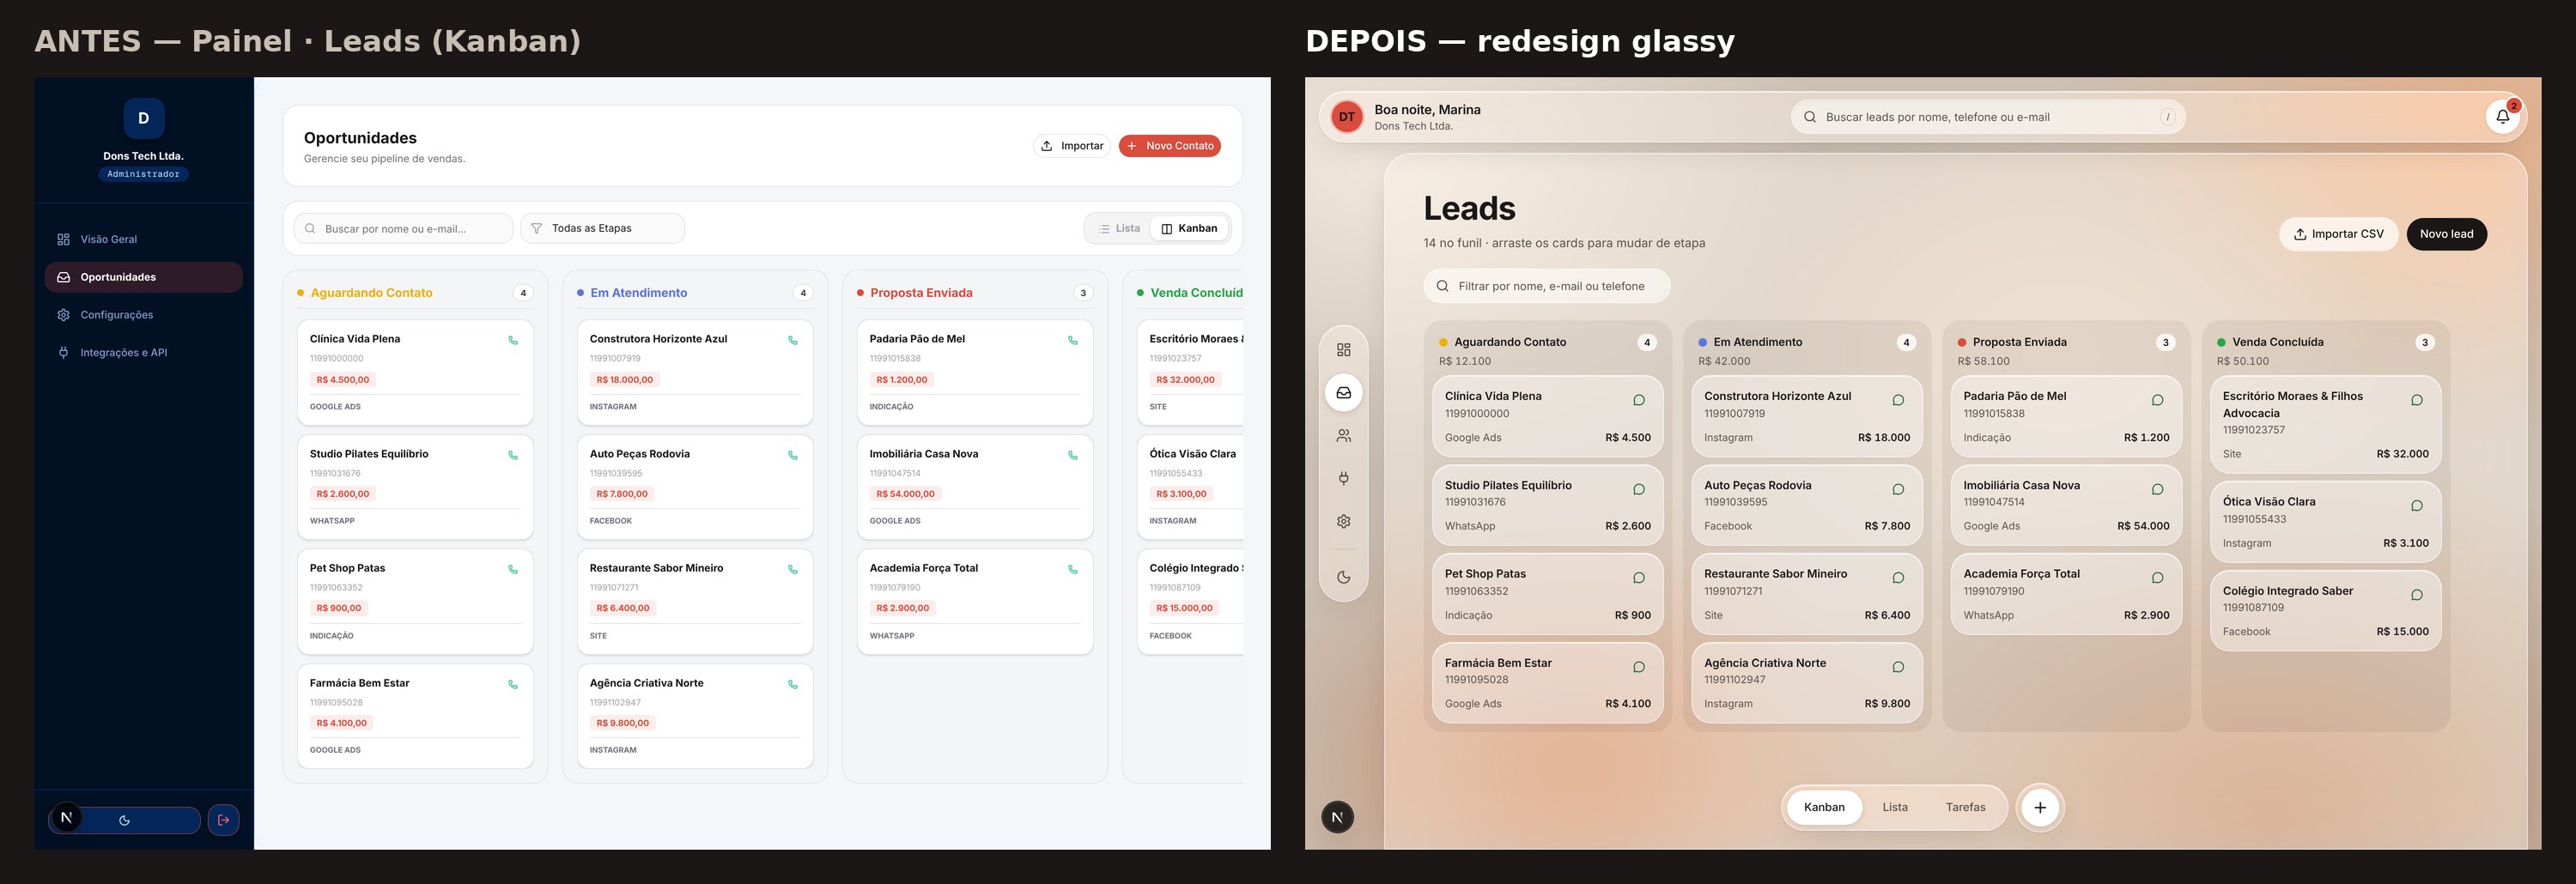 ANTES — Painel · Leads (Kanban)
D
Dons Tech Ltda.
Administrador
Visão Geral
Oportunidades
Configurações
Integrações e API
N
Oportunidades
Gerencie seu pipeline de vendas.
Importar
+ Novo Contato
Buscar por nome ou e-mail...
Todas as Etapas
Lista
Kanban
Aguardando Contato 4
Clínica Vida Plena
11991000000
R$ 4.500,00
GOOGLE ADS
Studio Pilates Equilíbrio
11991031676
R$ 2.600,00
WHATSAPP
Pet Shop Patas
11991063352
R$ 900,00
INDICAÇÃO
Farmácia Bem Estar
11991095028
R$ 4.100,00
GOOGLE ADS
Em Atendimento 4
Construtora Horizonte Azul
11991007919
R$ 18.000,00
INSTAGRAM
Auto Peças Rodovia
11991039595
R$ 7.800,00
FACEBOOK
Restaurante Sabor Mineiro
11991071271
R$ 6.400,00
SITE
Agência Criativa Norte
11991102947
R$ 9.800,00
INSTAGRAM
Proposta Enviada 3
Padaria Pão de Mel
11991015838
R$ 1.200,00
INDICAÇÃO
Imobiliária Casa Nova
11991047514
R$ 54.000,00
GOOGLE ADS
Academia Força Total
11991079190
R$ 2.900,00
WHATSAPP
Venda Concluíd
Escritório Moraes &
11991023757
R$ 32.000,00
SITE
Ótica Visão Clara
11991055433
R$ 3.100,00
INSTAGRAM
Colégio Integrado S
11991087109
R$ 15.000,00
FACEBOOK
DEPOIS — redesign glassy
DT
Boa noite, Marina
Dons Tech Ltda.
Buscar leads por nome, telefone ou e-mail /
2
Leads
14 no funil · arraste os cards para mudar de etapa
Importar CSV
Novo lead
Filtrar por nome, e-mail ou telefone
Aguardando Contato 4
R$ 12.100
Clínica Vida Plena
11991000000
Google Ads R$ 4.500
Studio Pilates Equilíbrio
11991031676
WhatsApp R$ 2.600
Pet Shop Patas
11991063352
Indicação R$ 900
Farmácia Bem Estar
11991095028
Google Ads R$ 4.100
Em Atendimento 4
R$ 42.000
Construtora Horizonte Azul
11991007919
Instagram R$ 18.000
Auto Peças Rodovia
11991039595
Facebook R$ 7.800
Restaurante Sabor Mineiro
11991071271
Site R$ 6.400
Agência Criativa Norte
11991102947
Instagram R$ 9.800
Proposta Enviada 3
R$ 58.100
Padaria Pão de Mel
11991015838
Indicação R$ 1.200
Imobiliária Casa Nova
11991047514
Google Ads R$ 54.000
Academia Força Total
11991079190
WhatsApp R$ 2.900
Venda Concluída 3
R$ 50.100
Escritório Moraes & Filhos
Advocacia
11991023757
Site R$ 32.000
Ótica Visão Clara
11991055433
Instagram R$ 3.100
Colégio Integrado Saber
11991087109
Facebook R$ 15.000
N
Kanban
Lista
Tarefas
+